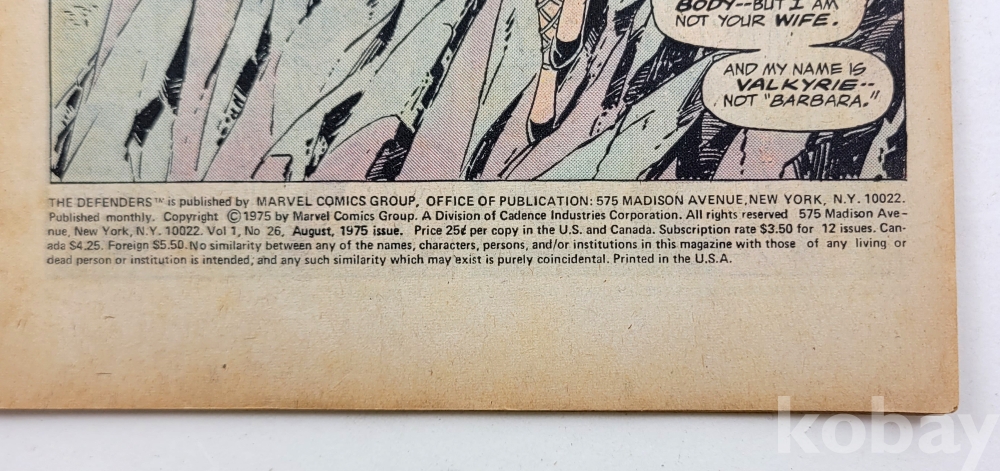 BODY--BUT I AM
NOT YOUR WIFE.
AND MY NAME IS
VALKYRIE--
NOT "BARBARA."
THE DEFENDERS™ is published by MARVEL COMICS GROUP, OFFICE OF PUBLICATION: 575 MADISON AVENUE, NEW YORK, N.Y. 10022.
Published monthly. Copyright ©1975 by Marvel Comics Group. A Division of Cadence Industries Corporation. All rights reserved 575 Madison Ave-
nue, New York, N.Y. 10022. Vol 1, No 26, August, 1975 issue. Price 25¢ per copy in the U.S. and Canada. Subscription rate $3.50 for 12 issues. Can-
ada $4.25. Foreign $5.50. No similarity between any of the names, characters, persons, and/or institutions in this magazine with those of any living or
dead person or institution is intended, and any such similarity which may exist is purely coincidental. Printed in the U.S.A.
kobay